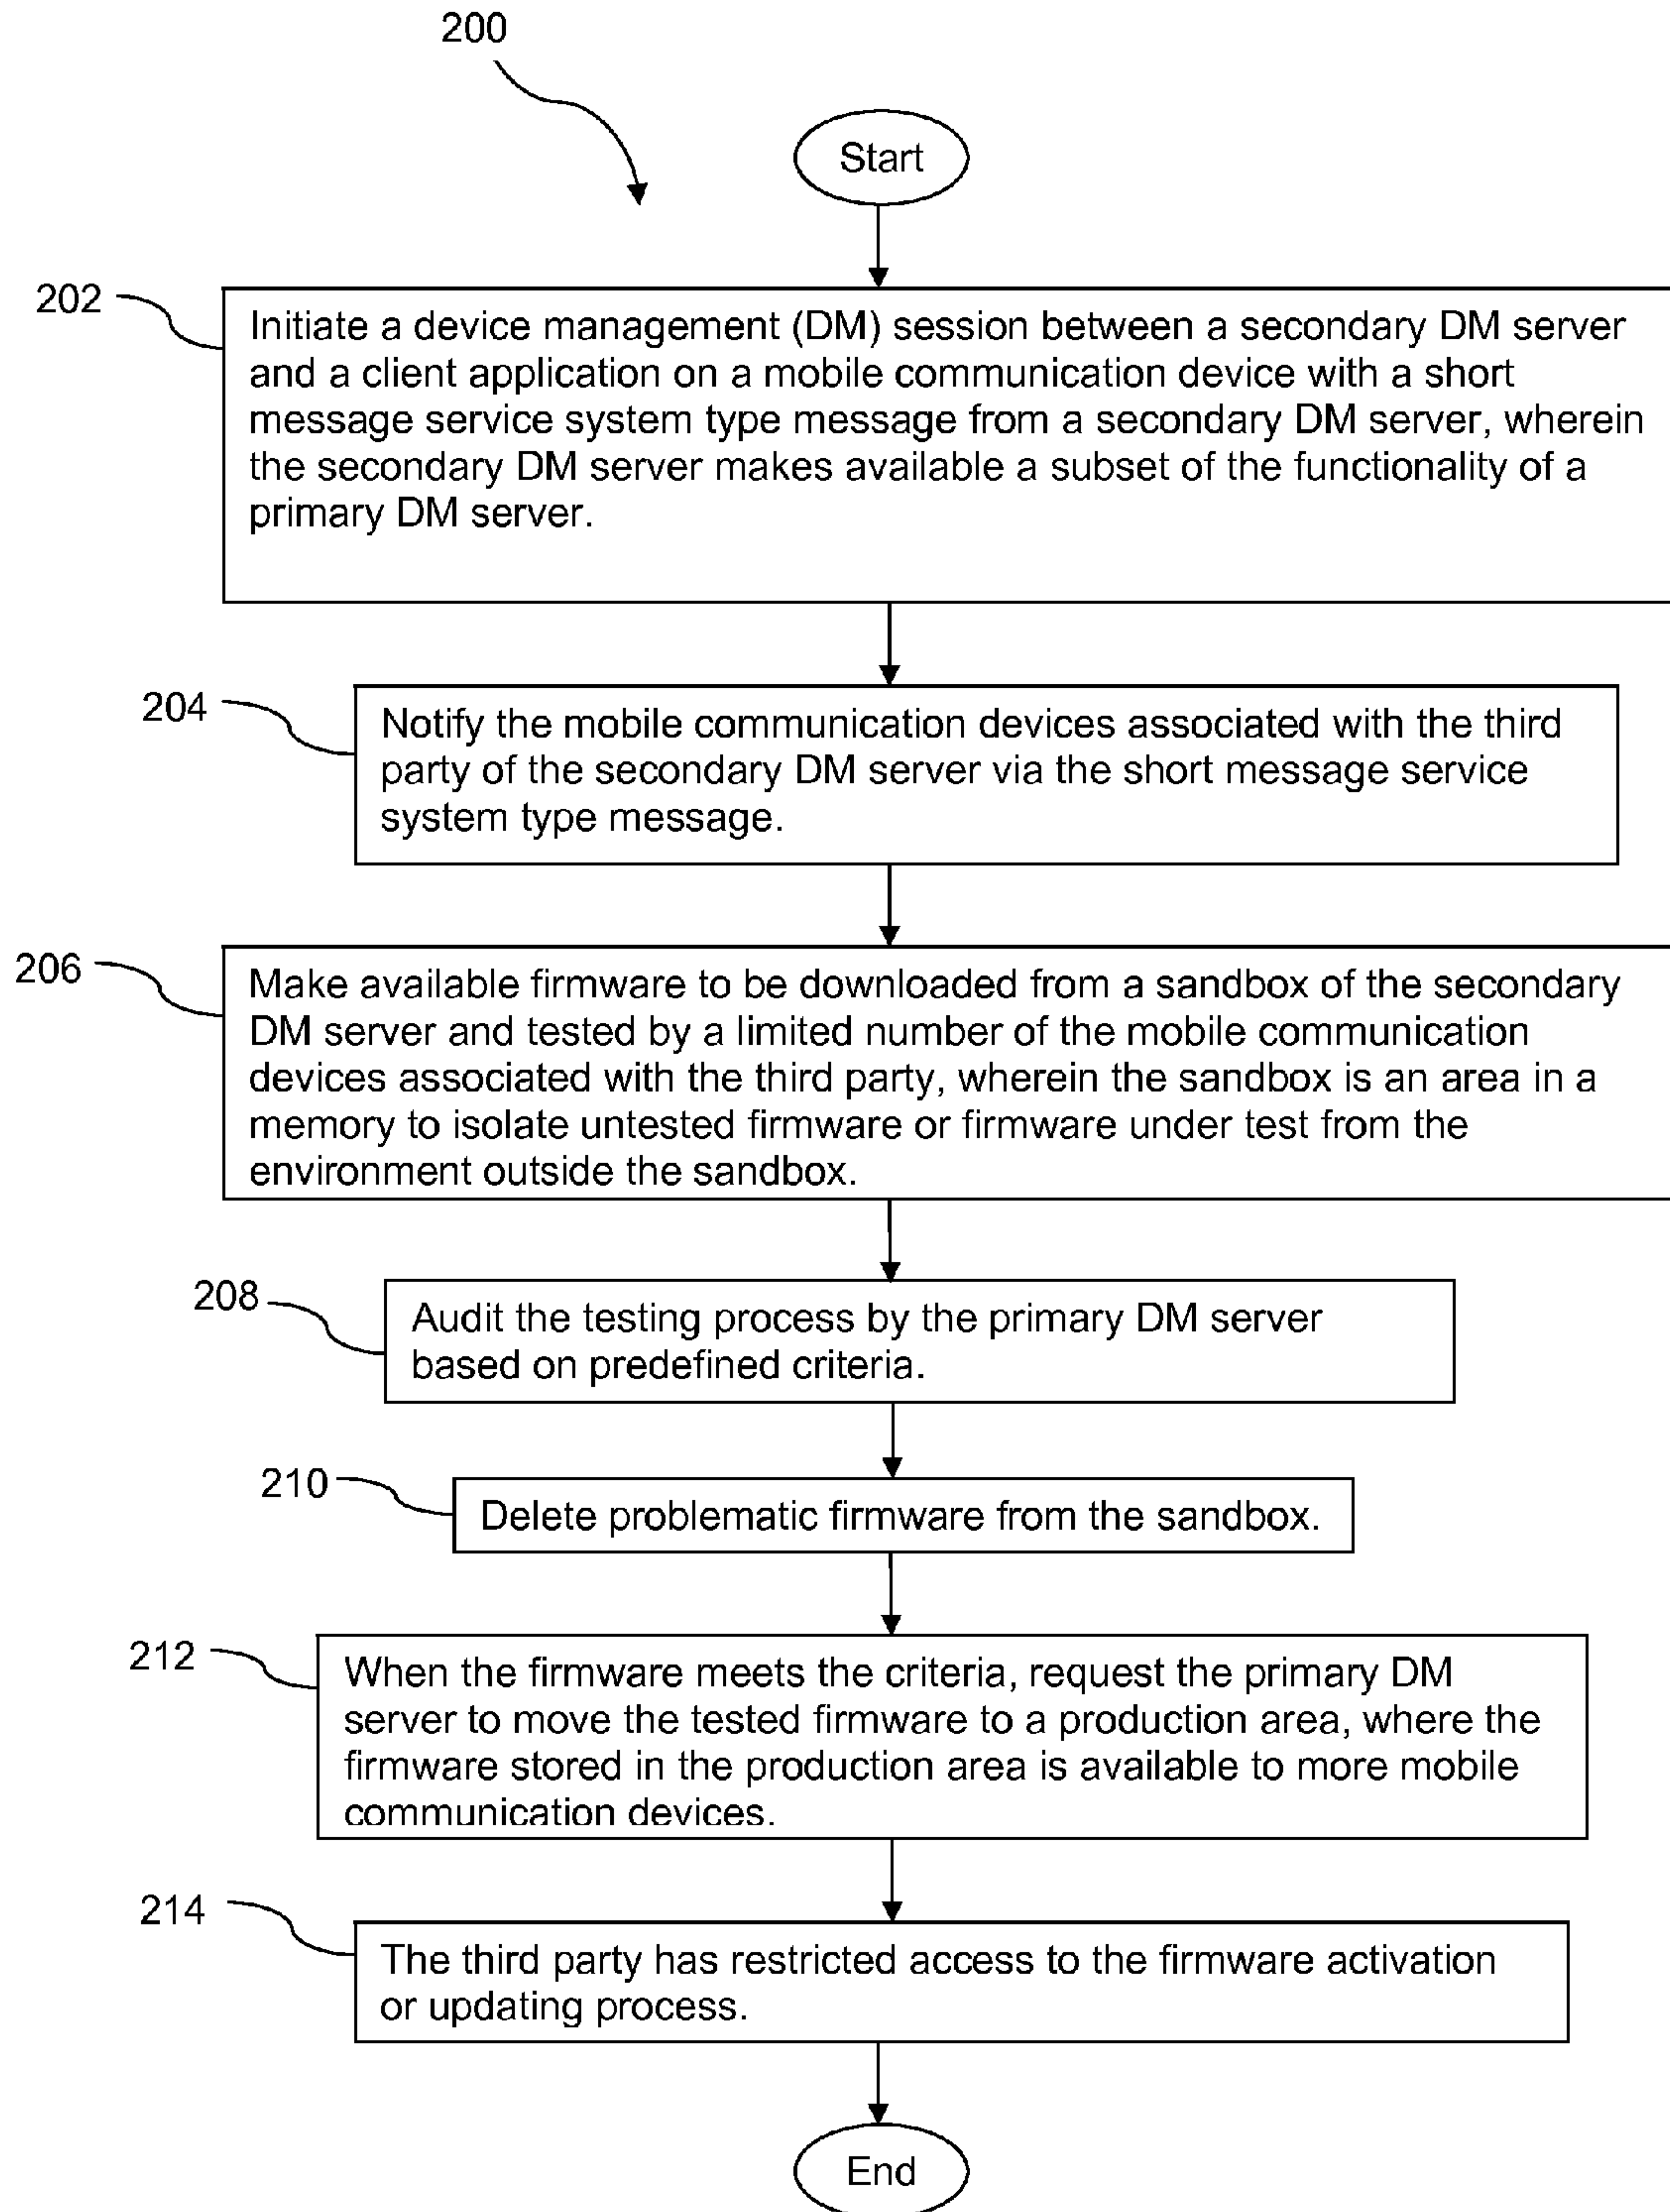 200
Start
202
Initiate a device management (DM) session between a secondary DM server
and a client application on a mobile communication device with a short
message service system type message from a secondary DM server, wherein
the secondary DM server makes available a subset of the functionality of a
primary DM server.
204
Notify the mobile communication devices associated with the third
party of the secondary DM server via the short message service
system type message.
206
Make available firmware to be downloaded from a sandbox of the secondary
DM server and tested by a limited number of the mobile communication
devices associated with the third party, wherein the sandbox is an area in a
memory to isolate untested firmware or firmware under test from the
environment outside the sandbox.
208
Audit the testing process by the primary DM server
based on predefined criteria.
210
Delete problematic firmware from the sandbox.
212
When the firmware meets the criteria, request the primary DM
server to move the tested firmware to a production area, where the
firmware stored in the production area is available to more mobile
communication devices.
214
The third party has restricted access to the firmware activation
or updating process.
End